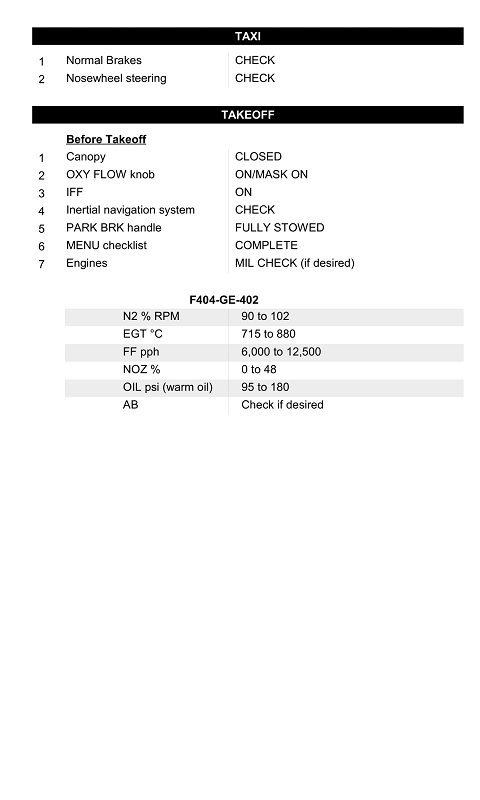 TAXI
1 Normal Brakes CHECK
2 Nosewheel steering CHECK
TAKEOFF
Before Takeoff
1 Canopy CLOSED
2 OXY FLOW knob ON/MASK ON
3 IFF ON
4 Inertial navigation system CHECK
5 PARK BRK handle FULLY STOWED
6 MENU checklist COMPLETE
7 Engines MIL CHECK (if desired)
F404-GE-402
N2 % RPM 90 to 102
EGT °C 715 to 880
FF pph 6,000 to 12,500
NOZ % 0 to 48
OIL psi (warm oil) 95 to 180
AB Check if desired